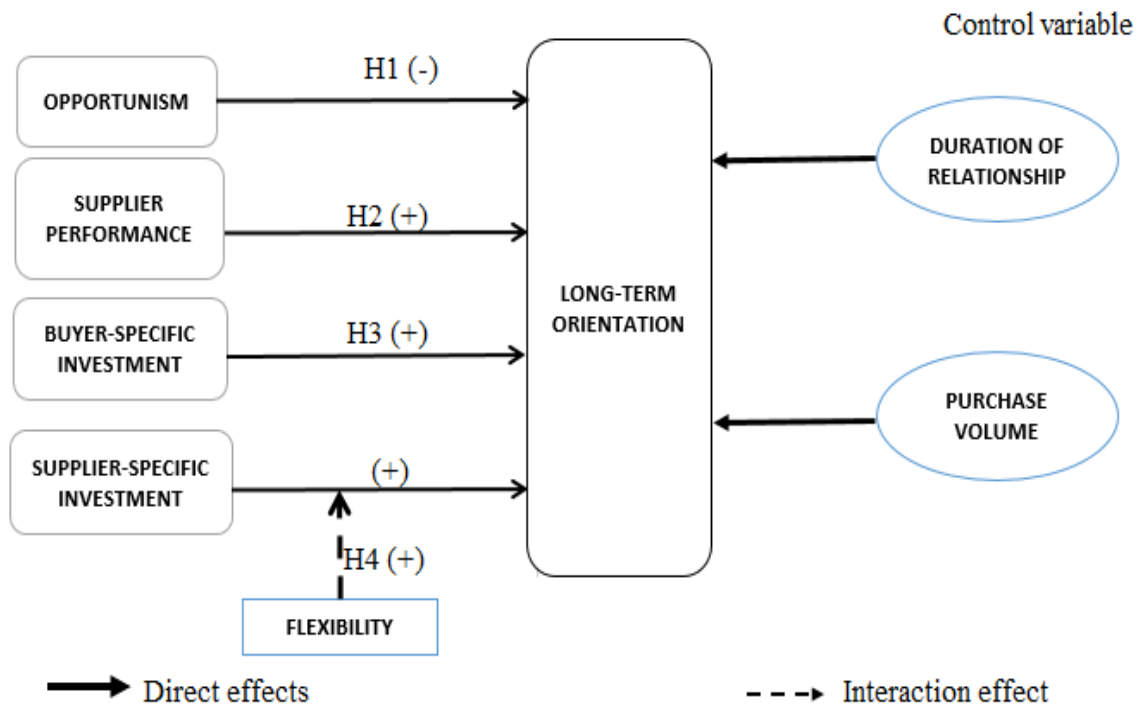 Control variable
H1 (-)
OPPORTUNISM
DURATION OF
RELATIONSHIP
SUPPLIER
PERFORMANCE
H2 (+)
LONG-TERM
ORIENTATION
BUYER-SPECIFIC
INVESTMENT
H3 (+)
PURCHASE
VOLUME
SUPPLIER-SPECIFIC
INVESTMENT
(+)
H4 (+)
FLEXIBILITY
Direct effects
Interaction effect